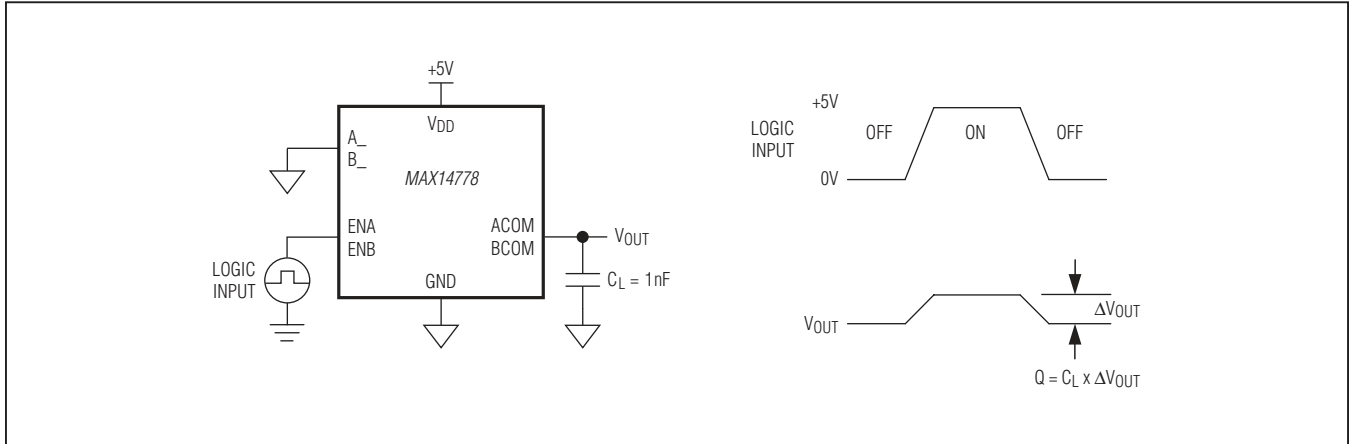 +5V
VDD
A_
B_
MAX14778
ENA
ENB
ACOM
BCOM
VOUT
LOGIC
INPUT
GND
CL = 1nF
+5V
LOGIC
INPUT
OFF
ON
OFF
0V
VOUT
ΔVOUT
Q = CL x ΔVOUT